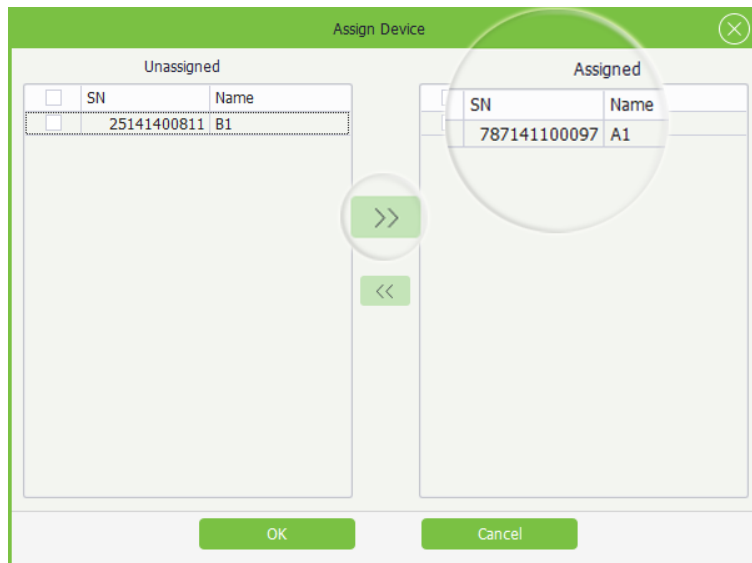 Assign Device
Unassigned
SN Name
25141400811 B1
Assigned
SN Name
787141100097 A1
>>
<<
OK
Cancel